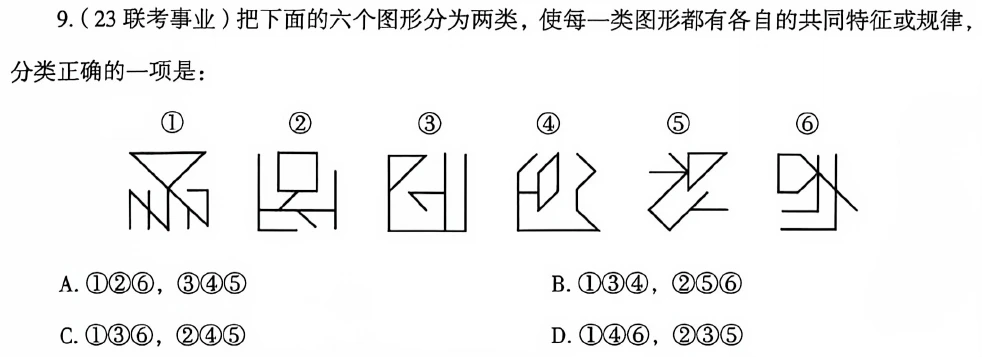 9.（23 联考事业）把下面的六个图形分为两类，使每一类图形都有各自的共同特征或规律，
分类正确的一项是：
① ② ③ ④ ⑤ ⑥
A. ①②⑥，③④⑤ B. ①③④，②⑤⑥
C. ①③⑥，②④⑤ D. ①④⑥，②③⑤